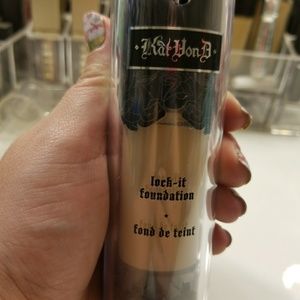 Kat Von D
lock-it
foundation
fond de teint